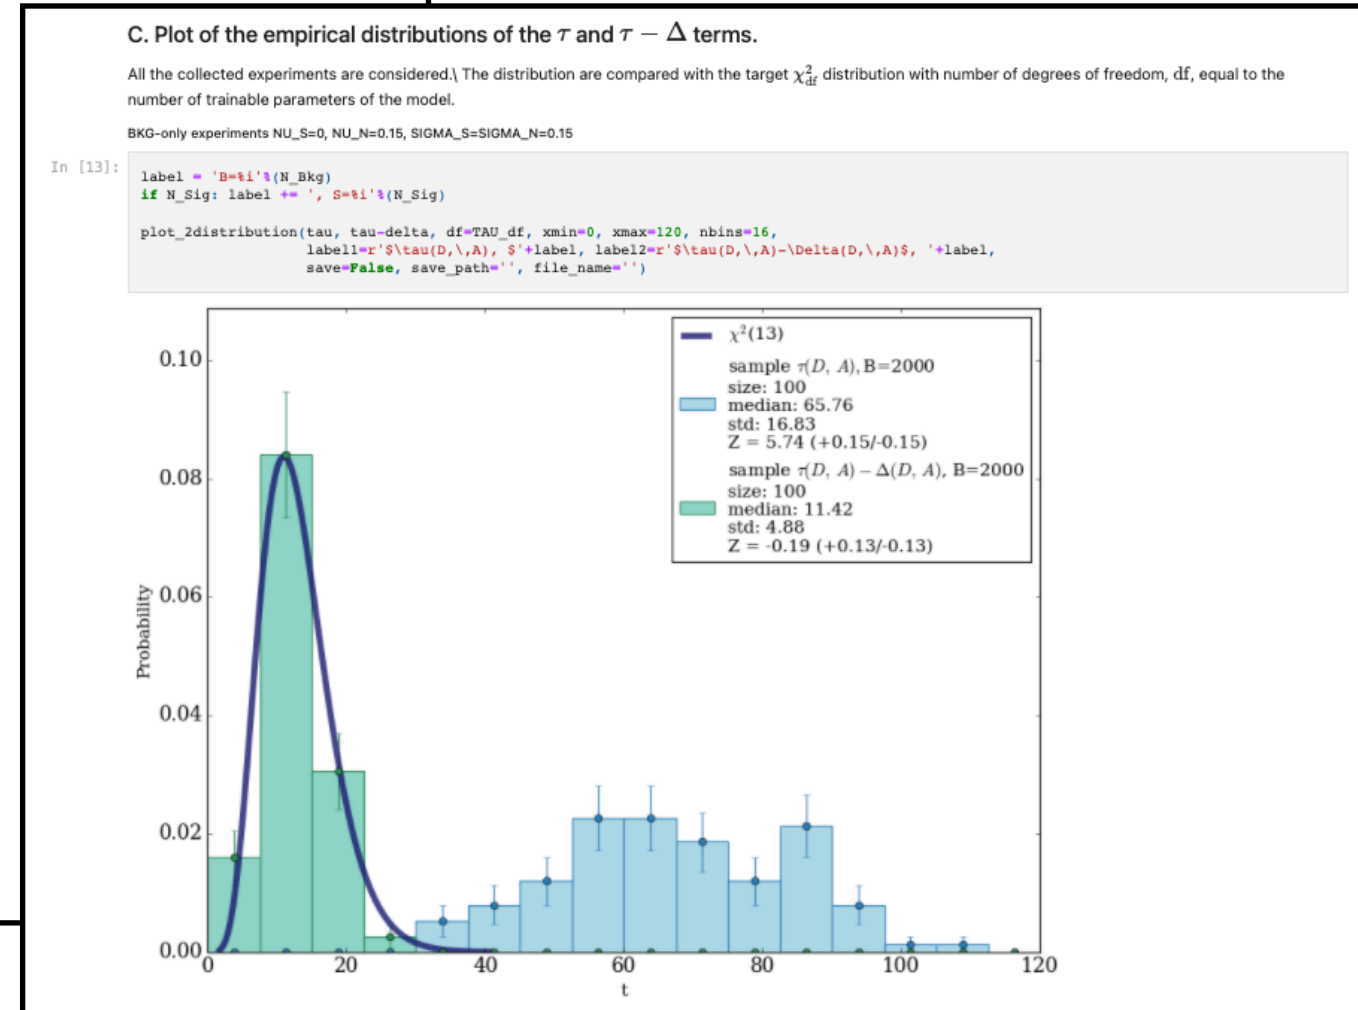 C. Plot of the empirical distributions of the τ and τ − Δ terms.
All the collected experiments are considered.\ The distribution are compared with the target χ²_df distribution with number of degrees of freedom, df, equal to the
number of trainable parameters of the model.
BKG-only experiments NU_S=0, NU_N=0.15, SIGMA_S=SIGMA_N=0.15
In [13]:
label = 'B=%i'%(N_Bkg)
if N_Sig: label += ', S=%i'%(N_Sig)
plot_2distribution(tau, tau-delta, df=TAU_df, xmin=0, xmax=120, nbins=16,
label1=r'$\tau(D,\,A), $'+label, label2=r'$\tau(D,\,A)-\Delta(D,\,A)$, '+label,
save=False, save_path='', file_name='')
χ²(13)
sample τ(D, A), B=2000
size: 100
median: 65.76
std: 16.83
Z = 5.74 (+0.15/-0.15)
sample τ(D, A) − Δ(D, A), B=2000
size: 100
median: 11.42
std: 4.88
Z = -0.19 (+0.13/-0.13)
0.10
0.08
0.06
0.04
0.02
0.00
Probability
0 20 40 60 80 100 120
t